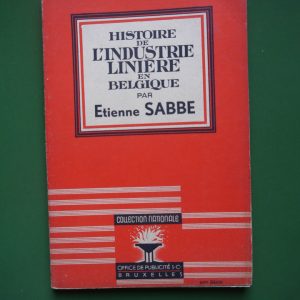 HISTOIRE
DE
L'INDUSTRIE
LINIÈRE
EN
BELGIQUE
PAR
Etienne SABBE
COLLECTION NATIONALE
OFFICE DE PUBLICITÉ S.C.
BRUXELLES